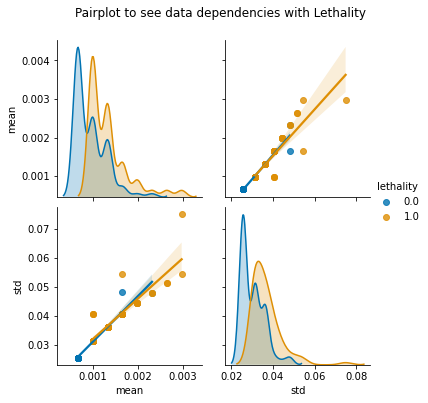 Pairplot to see data dependencies with Lethality
0.004
0.003
0.002
0.001
mean
lethality
0.0
1.0
0.07
0.06
0.05
0.04
0.03
std
0.001 0.002 0.003
mean
0.02 0.04 0.06 0.08
std